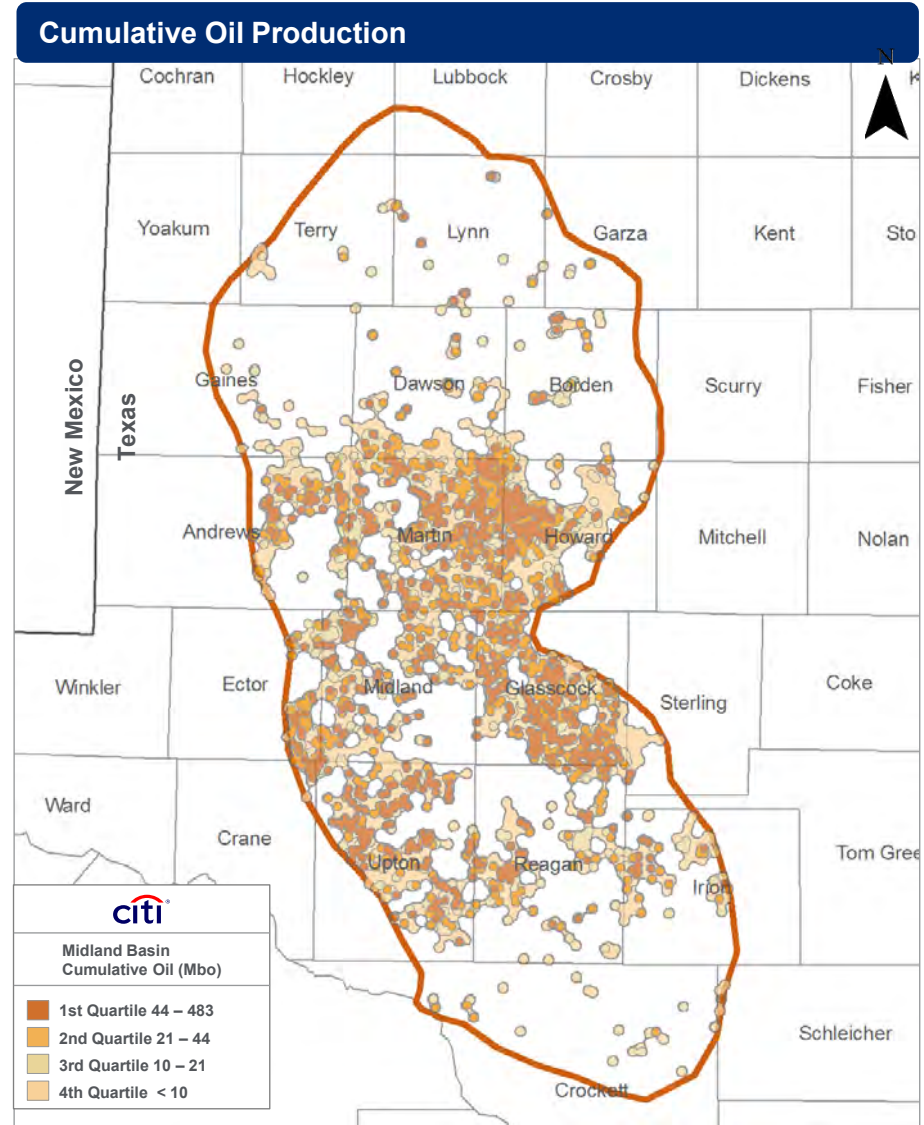 Cumulative Oil Production
N
Cochran
Hockley
Lubbock
Crosby
Dickens
K
Yoakum
Terry
Lynn
Garza
Kent
Sto
New Mexico
Texas
Gaines
Dawson
Borden
Scurry
Fisher
Andrews
Martin
Howard
Mitchell
Nolan
Winkler
Ector
Midland
Glasscock
Sterling
Coke
Ward
Crane
Upton
Reagan
Irion
Tom Gree
citi
Midland Basin
Cumulative Oil (Mbo)
1st Quartile 44 – 483
2nd Quartile 21 – 44
3rd Quartile 10 – 21
4th Quartile < 10
Schleicher
Crockett